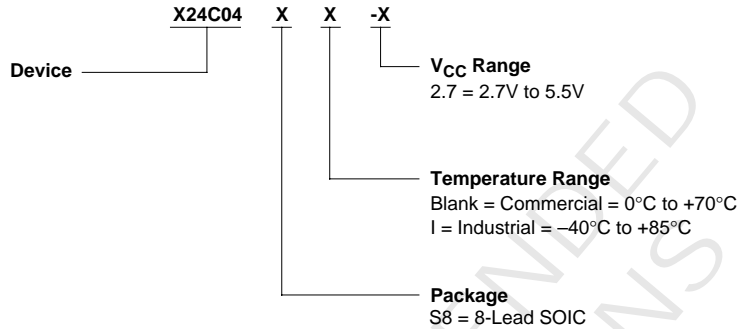 X24C04 X X -X
Device
VCC Range
2.7 = 2.7V to 5.5V
Temperature Range
Blank = Commercial = 0°C to +70°C
I = Industrial = –40°C to +85°C
Package
S8 = 8-Lead SOIC